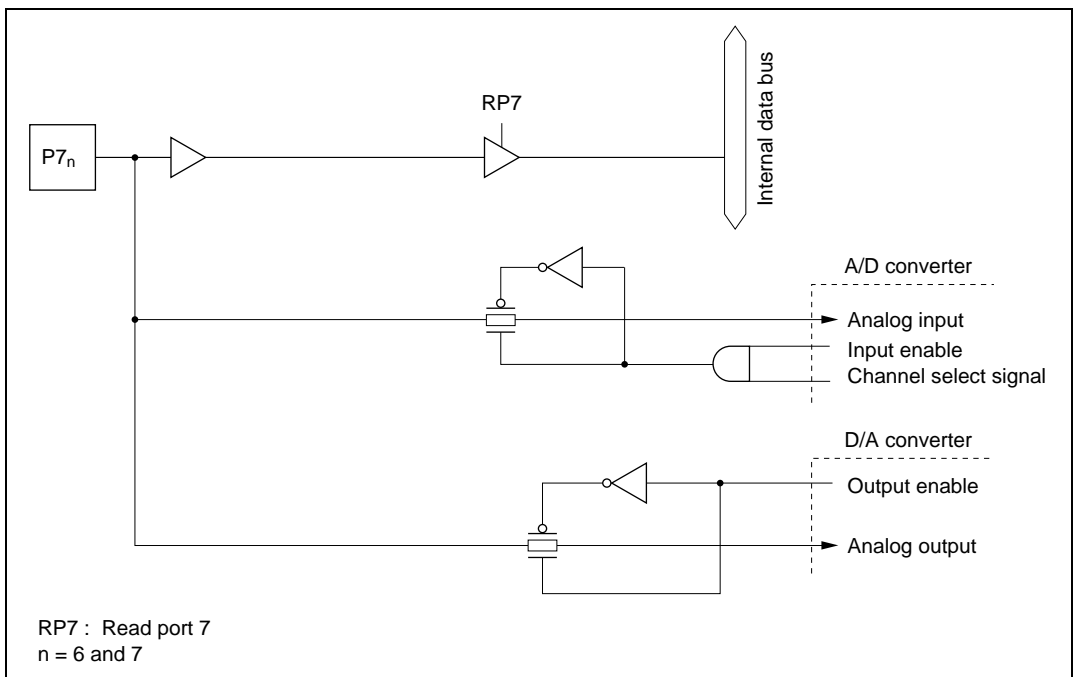 RP7
P7n
Internal data bus
A/D converter
Analog input
Input enable
Channel select signal
D/A converter
Output enable
Analog output
RP7 : Read port 7
n = 6 and 7